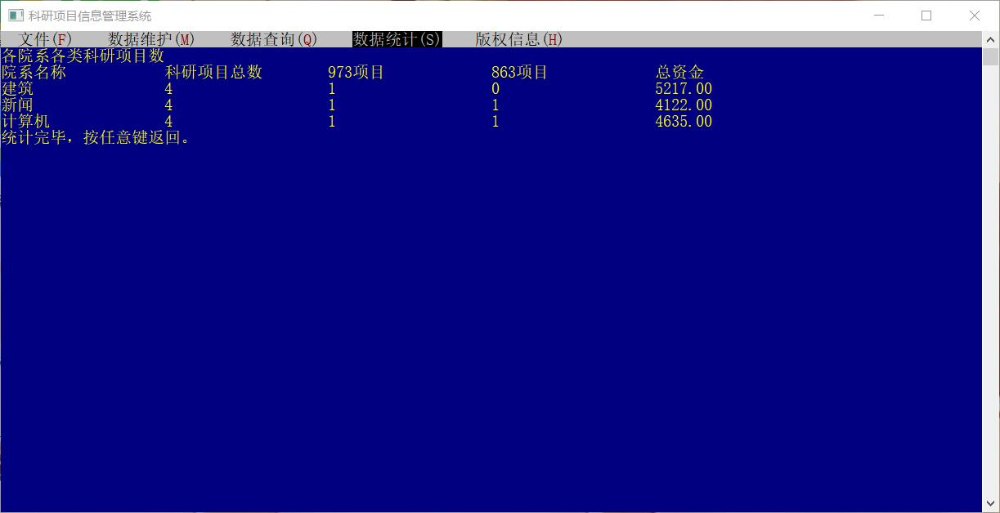 科研项目信息管理系统
文件(F) 数据维护(M) 数据查询(Q) 数据统计(S) 版权信息(H)
各院系各类科研项目数
院系名称 科研项目总数 973项目 863项目 总资金
建筑 4 1 0 5217.00
新闻 4 1 1 4122.00
计算机 4 1 1 4635.00
统计完毕，按任意键返回。